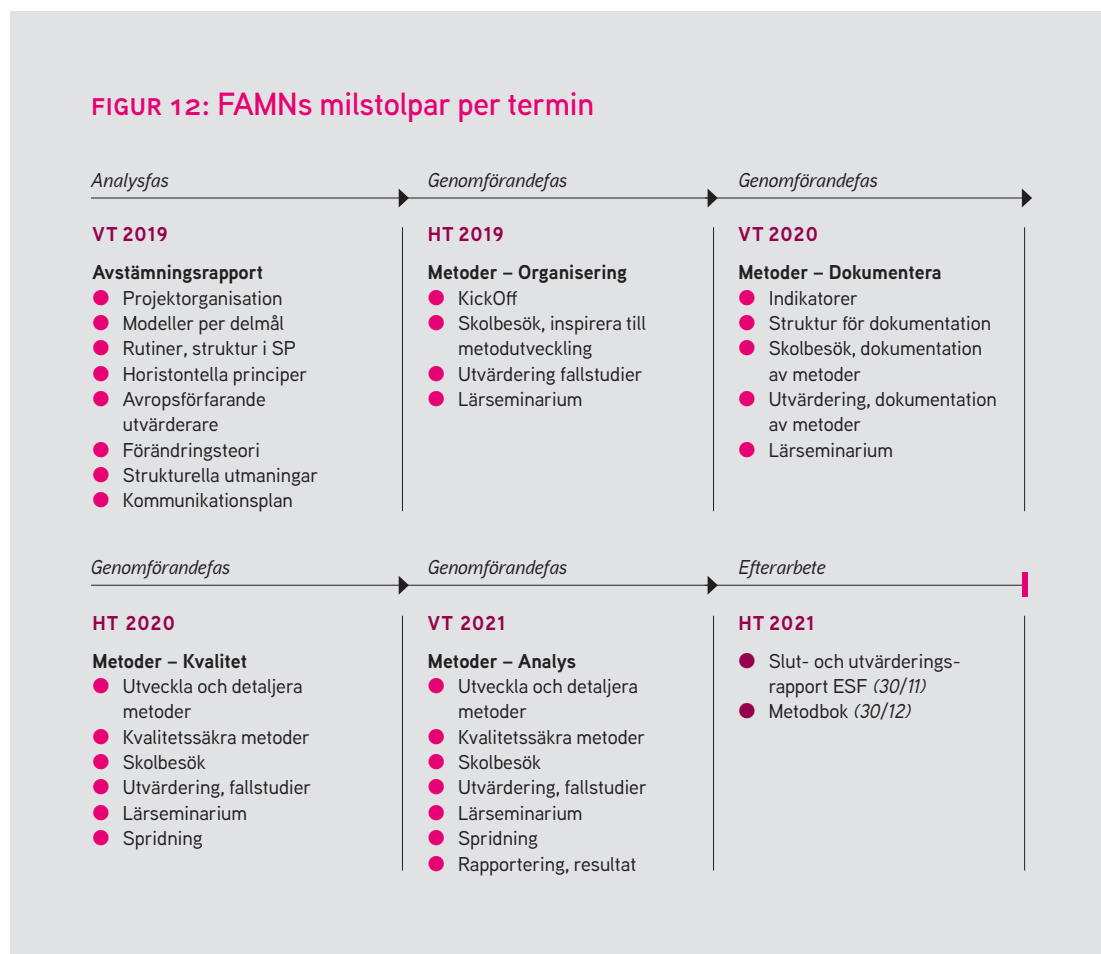 FIGUR 12: FAMNs milstolpar per termin
Analysfas
VT 2019
Avstämningsrapport
● Projektorganisation
● Modeller per delmål
● Rutiner, struktur i SP
● Horistontella principer
● Avropsförfarande
utvärderare
● Förändringsteori
● Strukturella utmaningar
● Kommunikationsplan
Genomförandefas
HT 2019
Metoder – Organisering
● KickOff
● Skolbesök, inspirera till
metodutveckling
● Utvärdering fallstudier
● Lärseminarium
Genomförandefas
VT 2020
Metoder – Dokumentera
● Indikatorer
● Struktur för dokumentation
● Skolbesök, dokumentation
av metoder
● Utvärdering, dokumentation
av metoder
● Lärseminarium
Genomförandefas
HT 2020
Metoder – Kvalitet
● Utveckla och detaljera
metoder
● Kvalitetssäkra metoder
● Skolbesök
● Utvärdering, fallstudier
● Lärseminarium
● Spridning
Genomförandefas
VT 2021
Metoder – Analys
● Utveckla och detaljera
metoder
● Kvalitetssäkra metoder
● Skolbesök
● Utvärdering, fallstudier
● Lärseminarium
● Spridning
● Rapportering, resultat
Efterarbete
HT 2021
● Slut- och utvärderings-
rapport ESF (30/11)
● Metodbok (30/12)